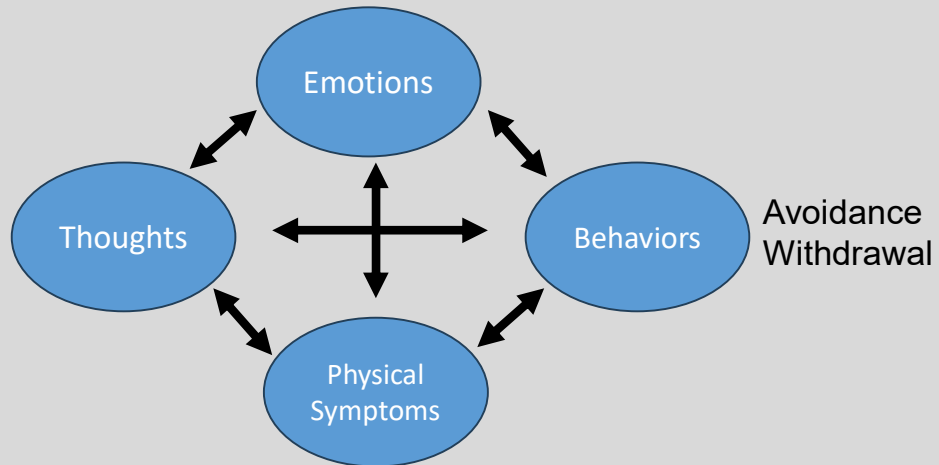 Emotions
Thoughts
Behaviors
Avoidance
Withdrawal
Physical
Symptoms